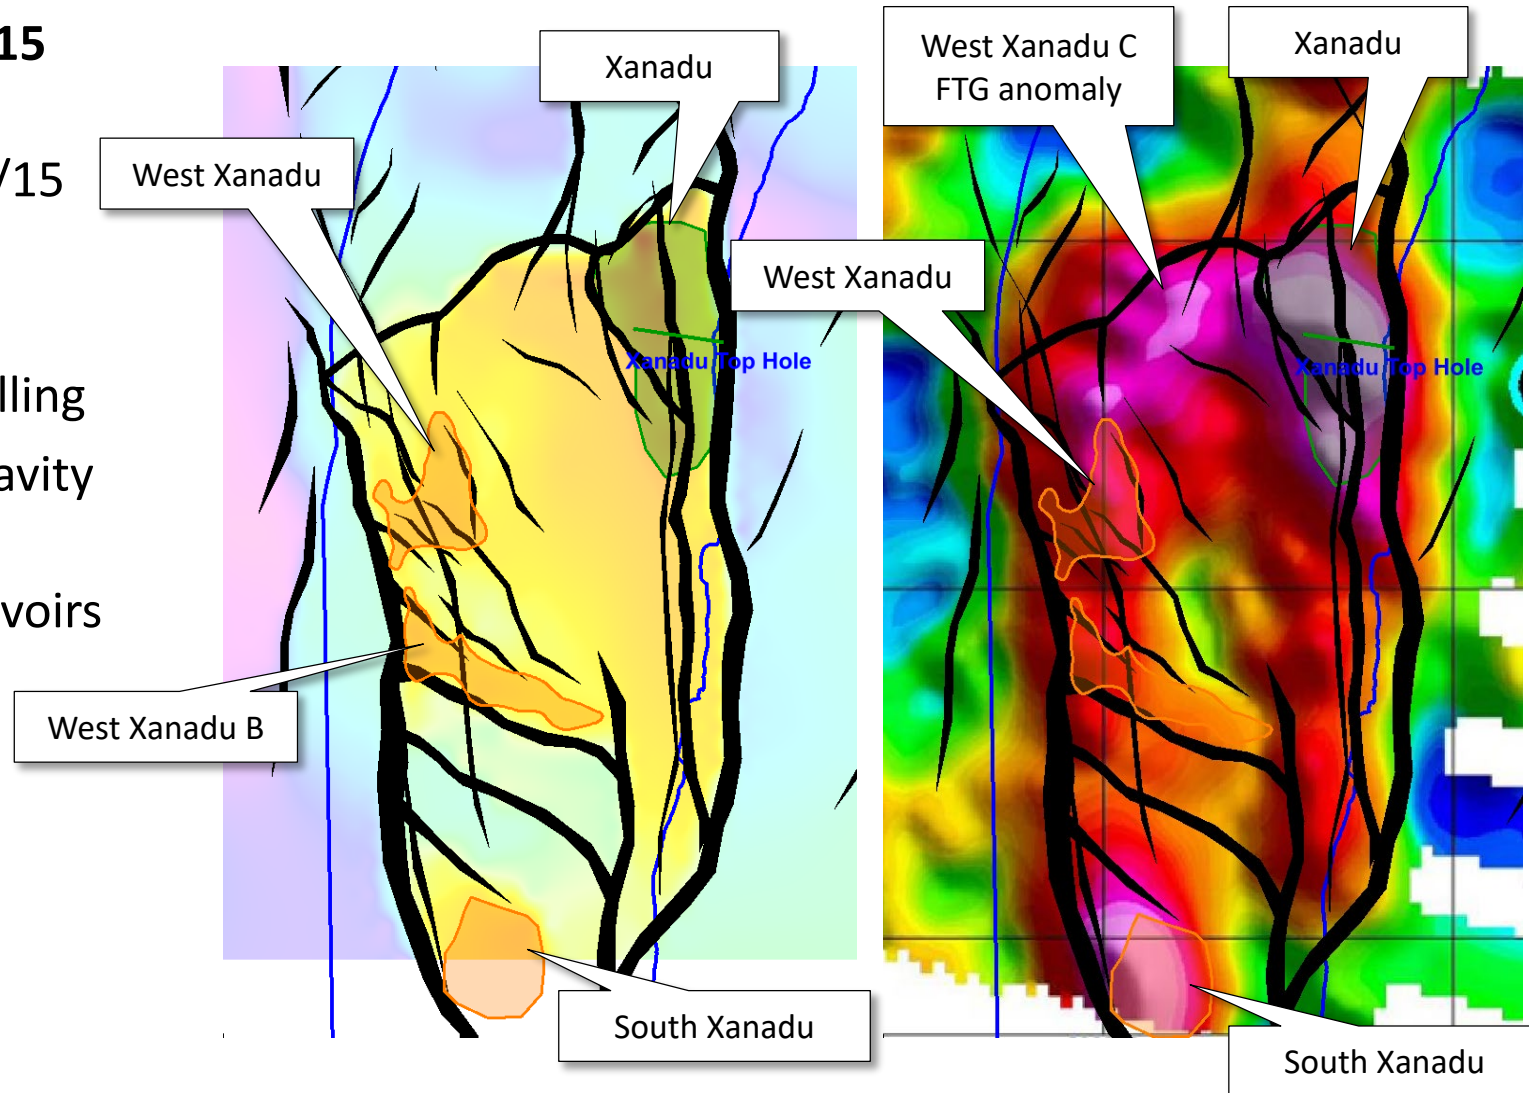 15
/15
lling
avity
voirs
Xanadu
West Xanadu
Xanadu Top Hole
West Xanadu B
South Xanadu
West Xanadu C
FTG anomaly
Xanadu
West Xanadu
Xanadu Top Hole
South Xanadu